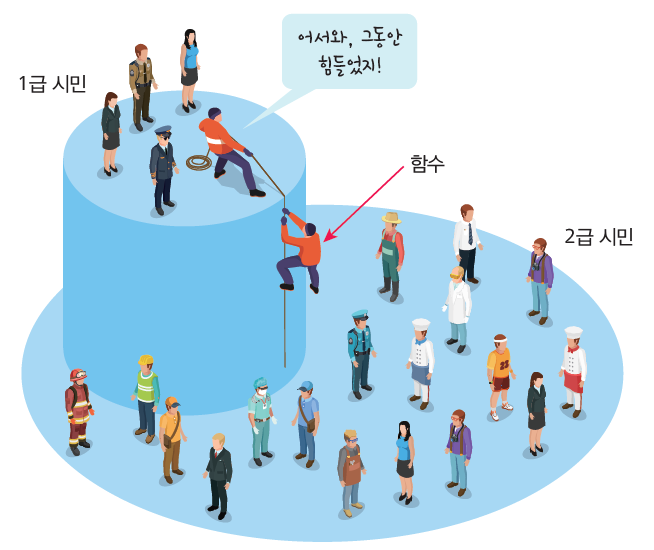 어서와, 그동안
힘들었지!
1급 시민
함수
2급 시민
23